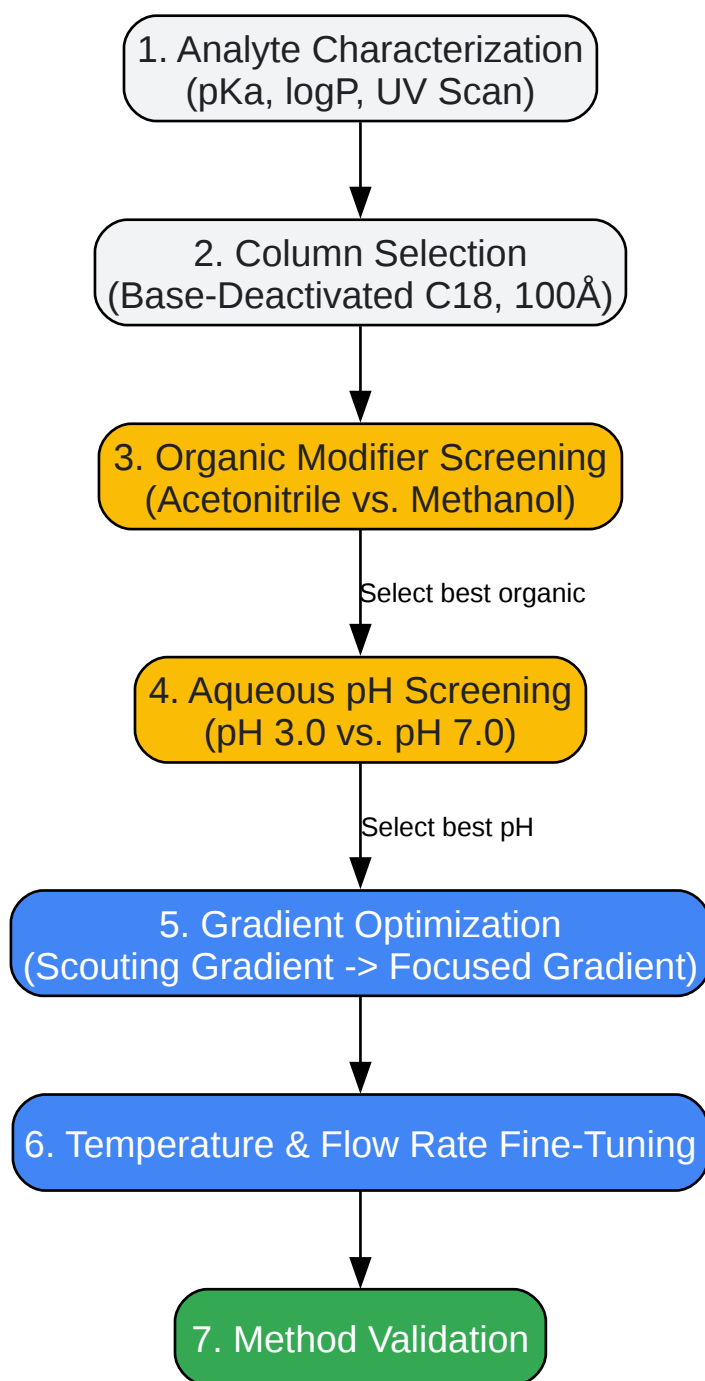 1. Analyte Characterization
(pKa, logP, UV Scan)
2. Column Selection
(Base-Deactivated C18, 100Å)
3. Organic Modifier Screening
(Acetonitrile vs. Methanol)
Select best organic
4. Aqueous pH Screening
(pH 3.0 vs. pH 7.0)
Select best pH
5. Gradient Optimization
(Scouting Gradient -> Focused Gradient)
6. Temperature & Flow Rate Fine-Tuning
7. Method Validation